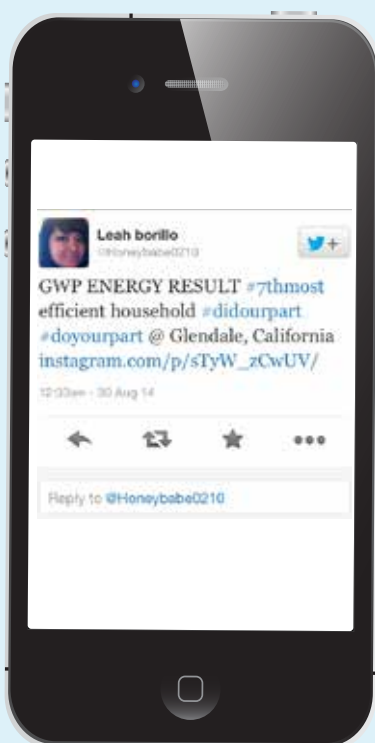 Leah borillo
@Honeybabe0210
GWP ENERGY RESULT #7thmost
efficient household #didourpart
#doyourpart @ Glendale, California
instagram.com/p/sTyW_zCwUV/
12:33am - 30 Aug 14
Reply to @Honeybabe0210